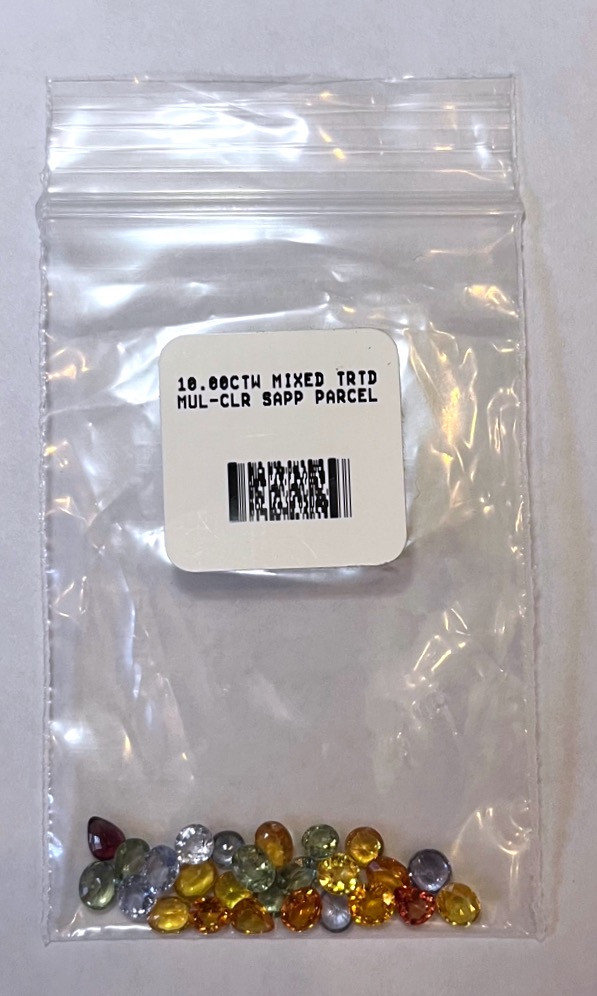 10.00CTW MIXED TRTD
MUL-CLR SAPP PARCEL